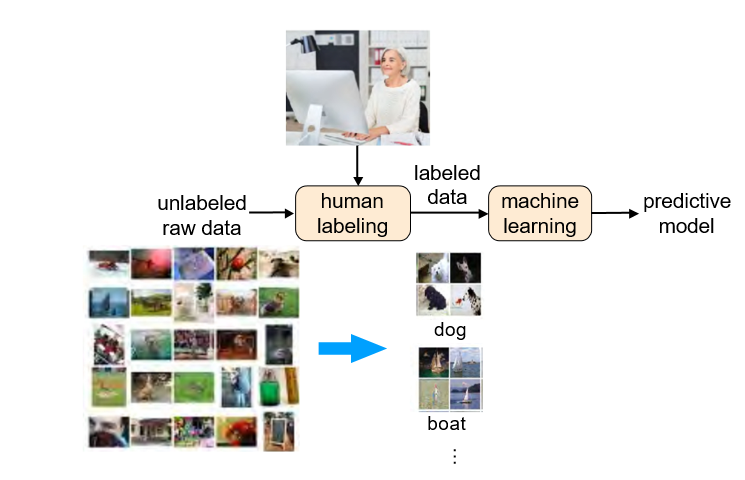 unlabeled
raw data
human
labeling
labeled
data
machine
learning
predictive
model
dog
boat
⋮